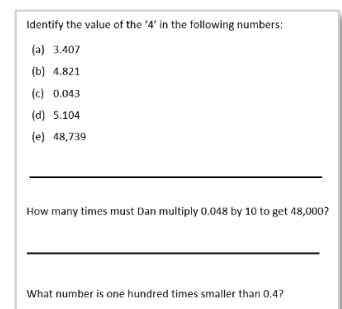 Identify the value of the ‘4’ in the following numbers:
(a) 3.407
(b) 4.821
(c) 0.043
(d) 5.104
(e) 48,739
How many times must Dan multiply 0.048 by 10 to get 48,000?
What number is one hundred times smaller than 0.4?